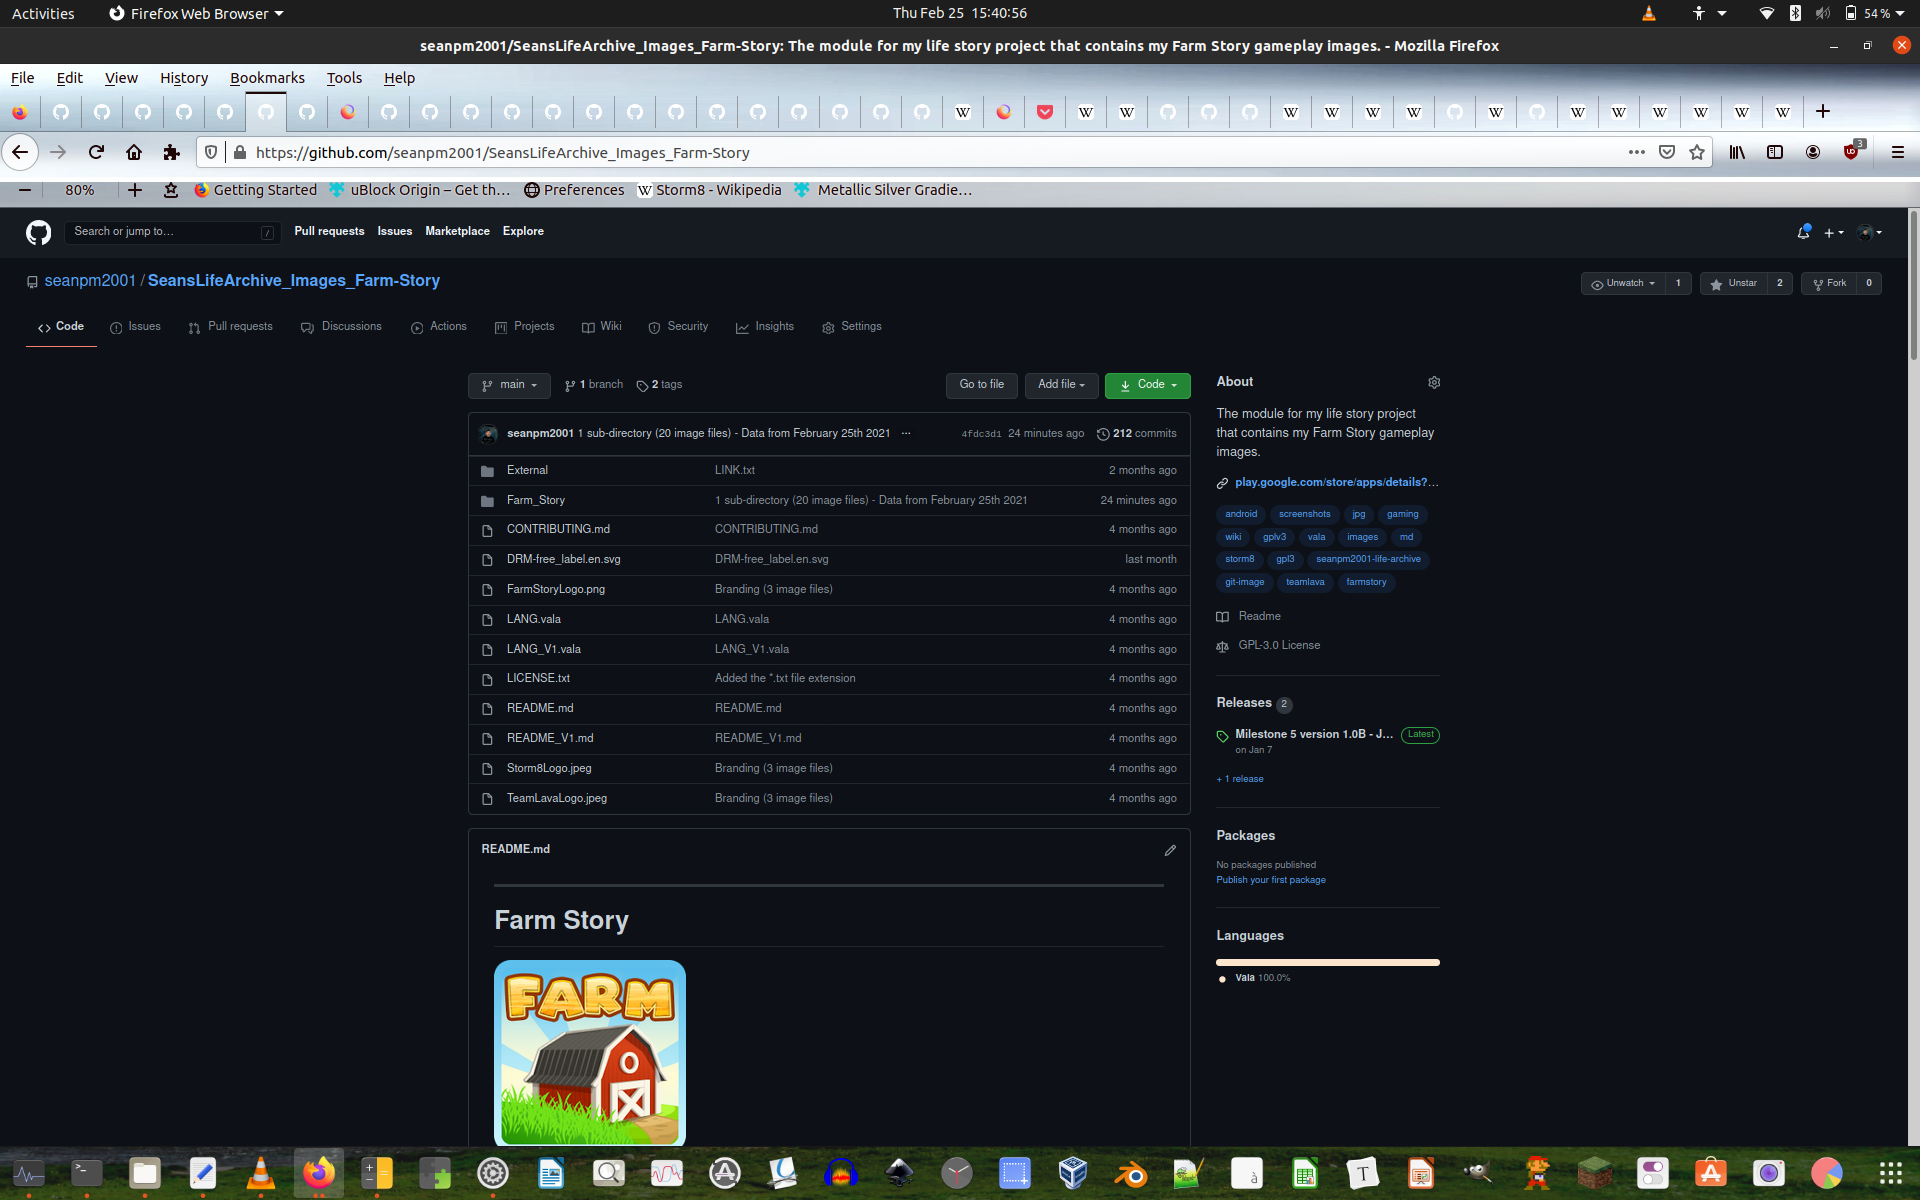 Activities Firefox Web Browser Thu Feb 25 15:40:56 54 %
seanpm2001/SeansLifeArchive_Images_Farm-Story: The module for my life story project that contains my Farm Story gameplay images. - Mozilla Firefox
File Edit View History Bookmarks Tools Help
https://github.com/seanpm2001/SeansLifeArchive_Images_Farm-Story 3
80% Getting Started uBlock Origin – Get th… Preferences Storm8 - Wikipedia Metallic Silver Gradie…
Search or jump to… / Pull requests Issues Marketplace Explore
seanpm2001 / SeansLifeArchive_Images_Farm-Story Unwatch 1 Unstar 2 Fork 0
Code Issues Pull requests Discussions Actions Projects Wiki Security Insights Settings
main 1 branch 2 tags Go to file Add file Code
seanpm2001 1 sub-directory (20 image files) - Data from February 25th 2021 ... 4fdc3d1 24 minutes ago 212 commits
External LINK.txt 2 months ago
Farm_Story 1 sub-directory (20 image files) - Data from February 25th 2021 24 minutes ago
CONTRIBUTING.md CONTRIBUTING.md 4 months ago
DRM-free_label.en.svg DRM-free_label.en.svg last month
FarmStoryLogo.png Branding (3 image files) 4 months ago
LANG.vala LANG.vala 4 months ago
LANG_V1.vala LANG_V1.vala 4 months ago
LICENSE.txt Added the *.txt file extension 4 months ago
README.md README.md 4 months ago
README_V1.md README_V1.md 4 months ago
Storm8Logo.jpeg Branding (3 image files) 4 months ago
TeamLavaLogo.jpeg Branding (3 image files) 4 months ago
README.md
Farm Story
FARM
About
The module for my life story project
that contains my Farm Story gameplay
images.
play.google.com/store/apps/details?…
android screenshots jpg gaming
wiki gplv3 vala images md
storm8 gpl3 seanpm2001-life-archive
git-image teamlava farmstory
Readme
GPL-3.0 License
Releases 2
Milestone 5 version 1.0B - J... Latest
on Jan 7
+ 1 release
Packages
No packages published
Publish your first package
Languages
Vala 100.0%